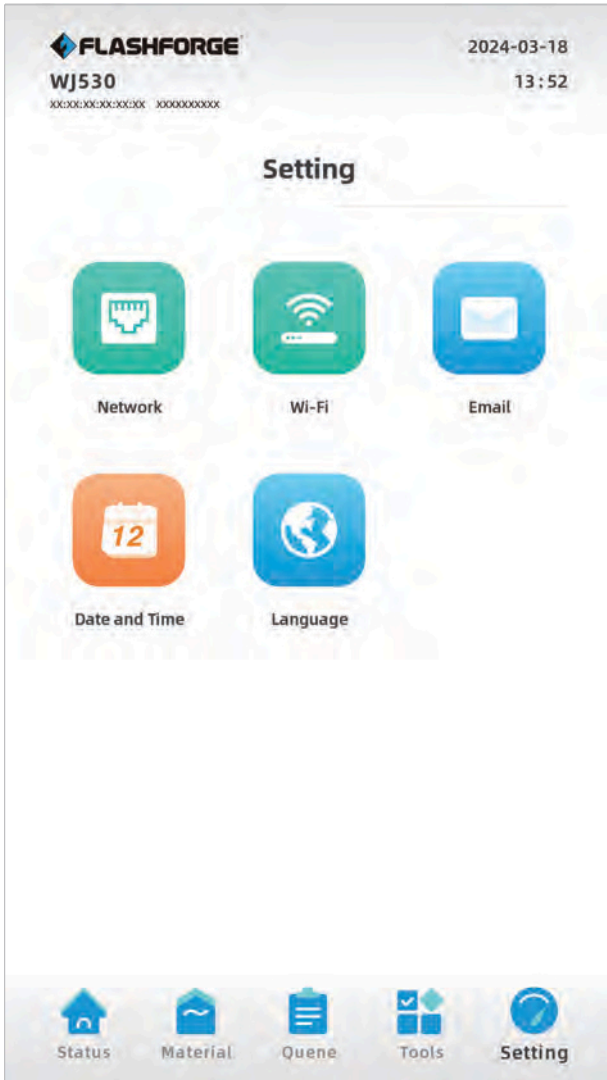 FLASHFORGE 2024-03-18
WJ530 13:52
xx:xx:xx:xx:xx:xx xxxxxxxxxx
Setting
Network Wi-Fi Email
12
Date and Time Language
Status Material Quene Tools Setting